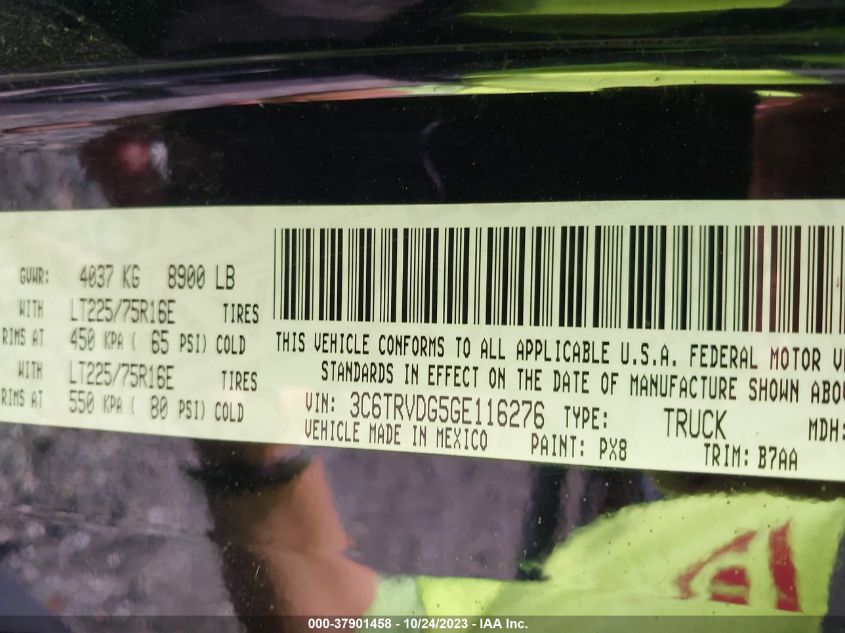 GVWR: 4037 KG 8900 LB
WITH LT225/75R16E TIRES
RIMS AT 450 KPA ( 65 PSI) COLD
WITH LT225/75R16E TIRES
RIMS AT 550 KPA ( 80 PSI) COLD
THIS VEHICLE CONFORMS TO ALL APPLICABLE U.S.A. FEDERAL MOTOR
STANDARDS IN EFFECT ON THE DATE OF MANUFACTURE SHOWN
VIN: 3C6TRVDG5GE116276 TYPE: TRUCK MDH:
VEHICLE MADE IN MEXICO PAINT: PX8 TRIM: B7AA
000-37901458 - 10/24/2023 - IAA Inc.